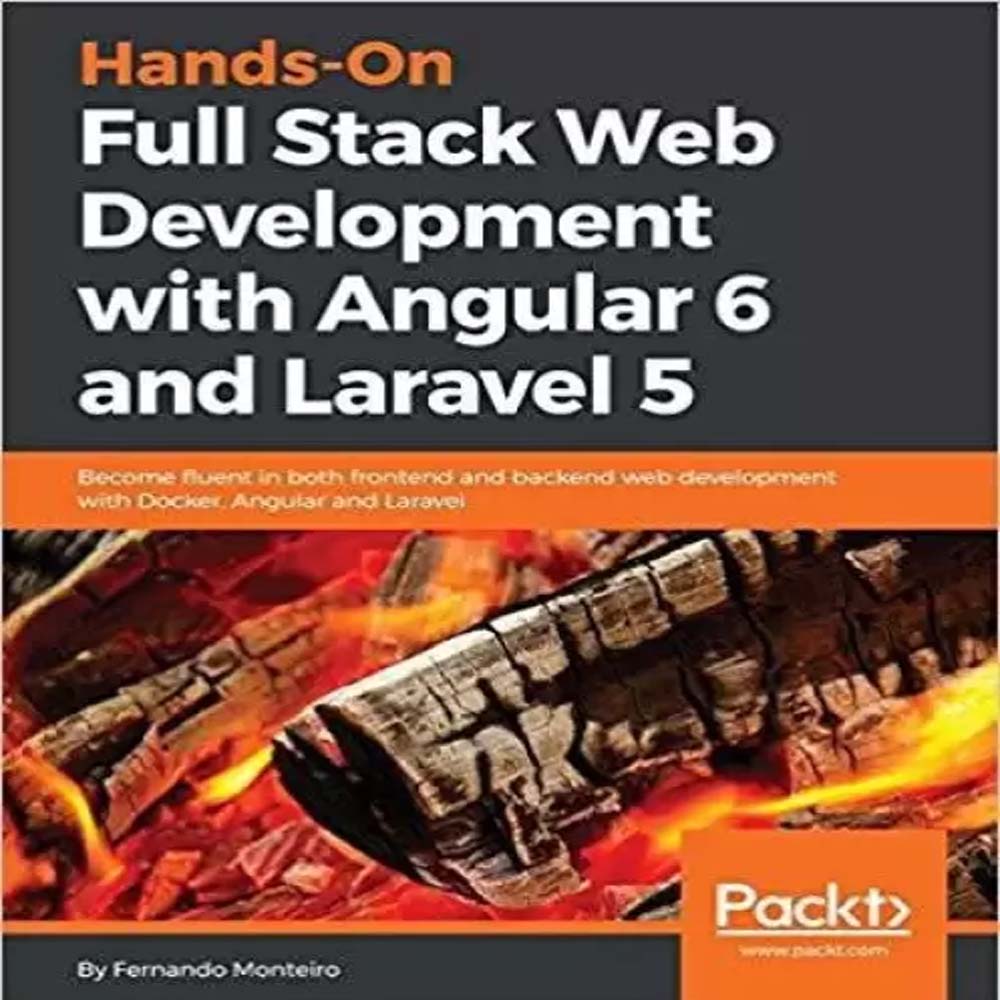 Hands-On
Full Stack Web
Development
with Angular 6
and Laravel 5
Become fluent in both frontend and backend web development
with Docker, Angular and Laravel
Packt>
www.packt.com
By Fernando Monteiro